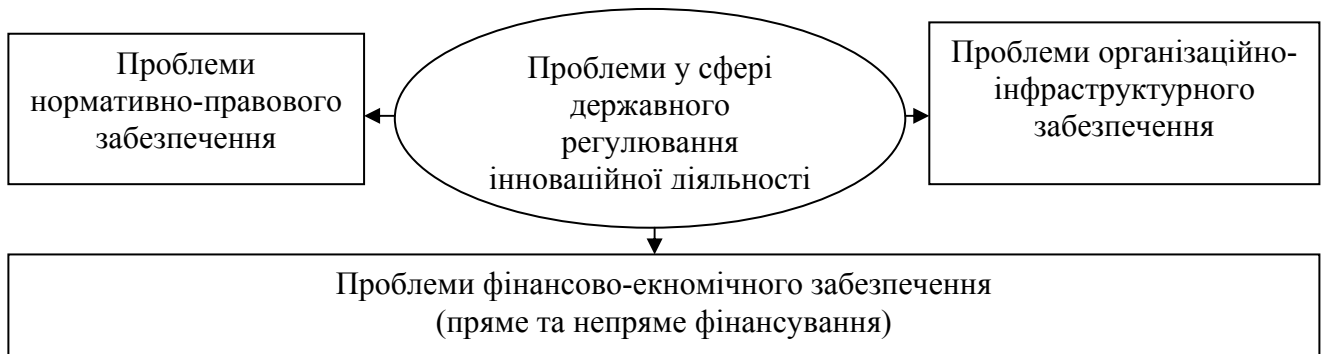 Проблеми
нормативно-правового
забезпечення
Проблеми у сфері
державного
регулювання
інноваційної діяльності
Проблеми організаційно-
інфраструктурного
забезпечення
Проблеми фінансово-екномічного забезпечення
(пряме та непряме фінансування)